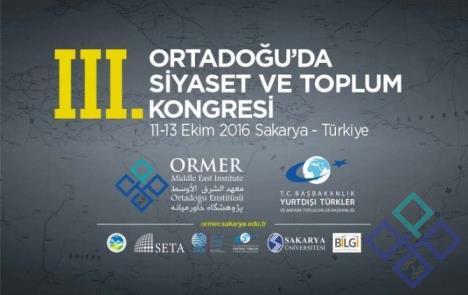 III. ORTADOĞU'DA
SİYASET VE TOPLUM
KONGRESİ
11-13 Ekim 2016 Sakarya - Türkiye
ORMER
Middle East Institute
معهد الشرق الأوسط
Ortadoğu Enstitüsü
پژوهشگاه خاورمیانه
T.C. BAŞBAKANLIK
YURTDIŞI TÜRKLER
VE AKRABA TOPLULUKLAR BAŞKANLIĞI
ormer.sakarya.edu.tr
SETA
SAKARYA
ÜNİVERSİTESİ
BİLGİ